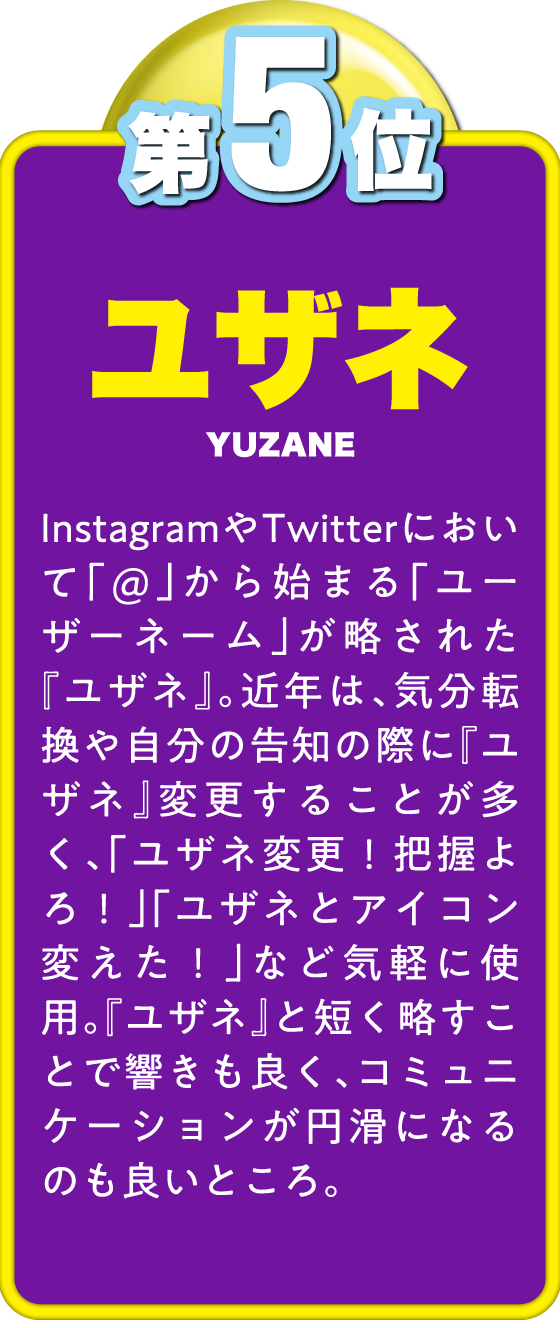 第5位
ユザネ
YUZANE
InstagramやTwitterにおい
て「@」から始まる「ユー
ザーネーム」が略された
『ユザネ』。近年は、気分転
換や自分の告知の際に『ユ
ザネ』変更することが多
く、「ユザネ変更！把握よ
ろ！」「ユザネとアイコン
変えた！」など気軽に使
用。『ユザネ』と短く略すこ
とで響きも良く、コミュニ
ケーションが円滑になる
のも良いところ。